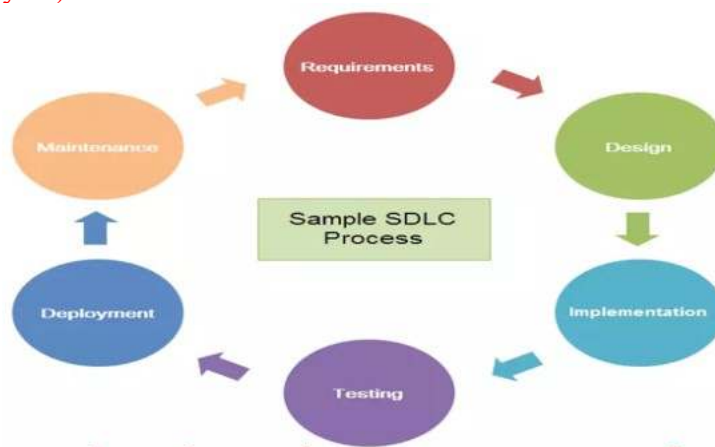 Requirements
Maintenance
Design
Sample SDLC
Process
Deployment
Implementation
Testing